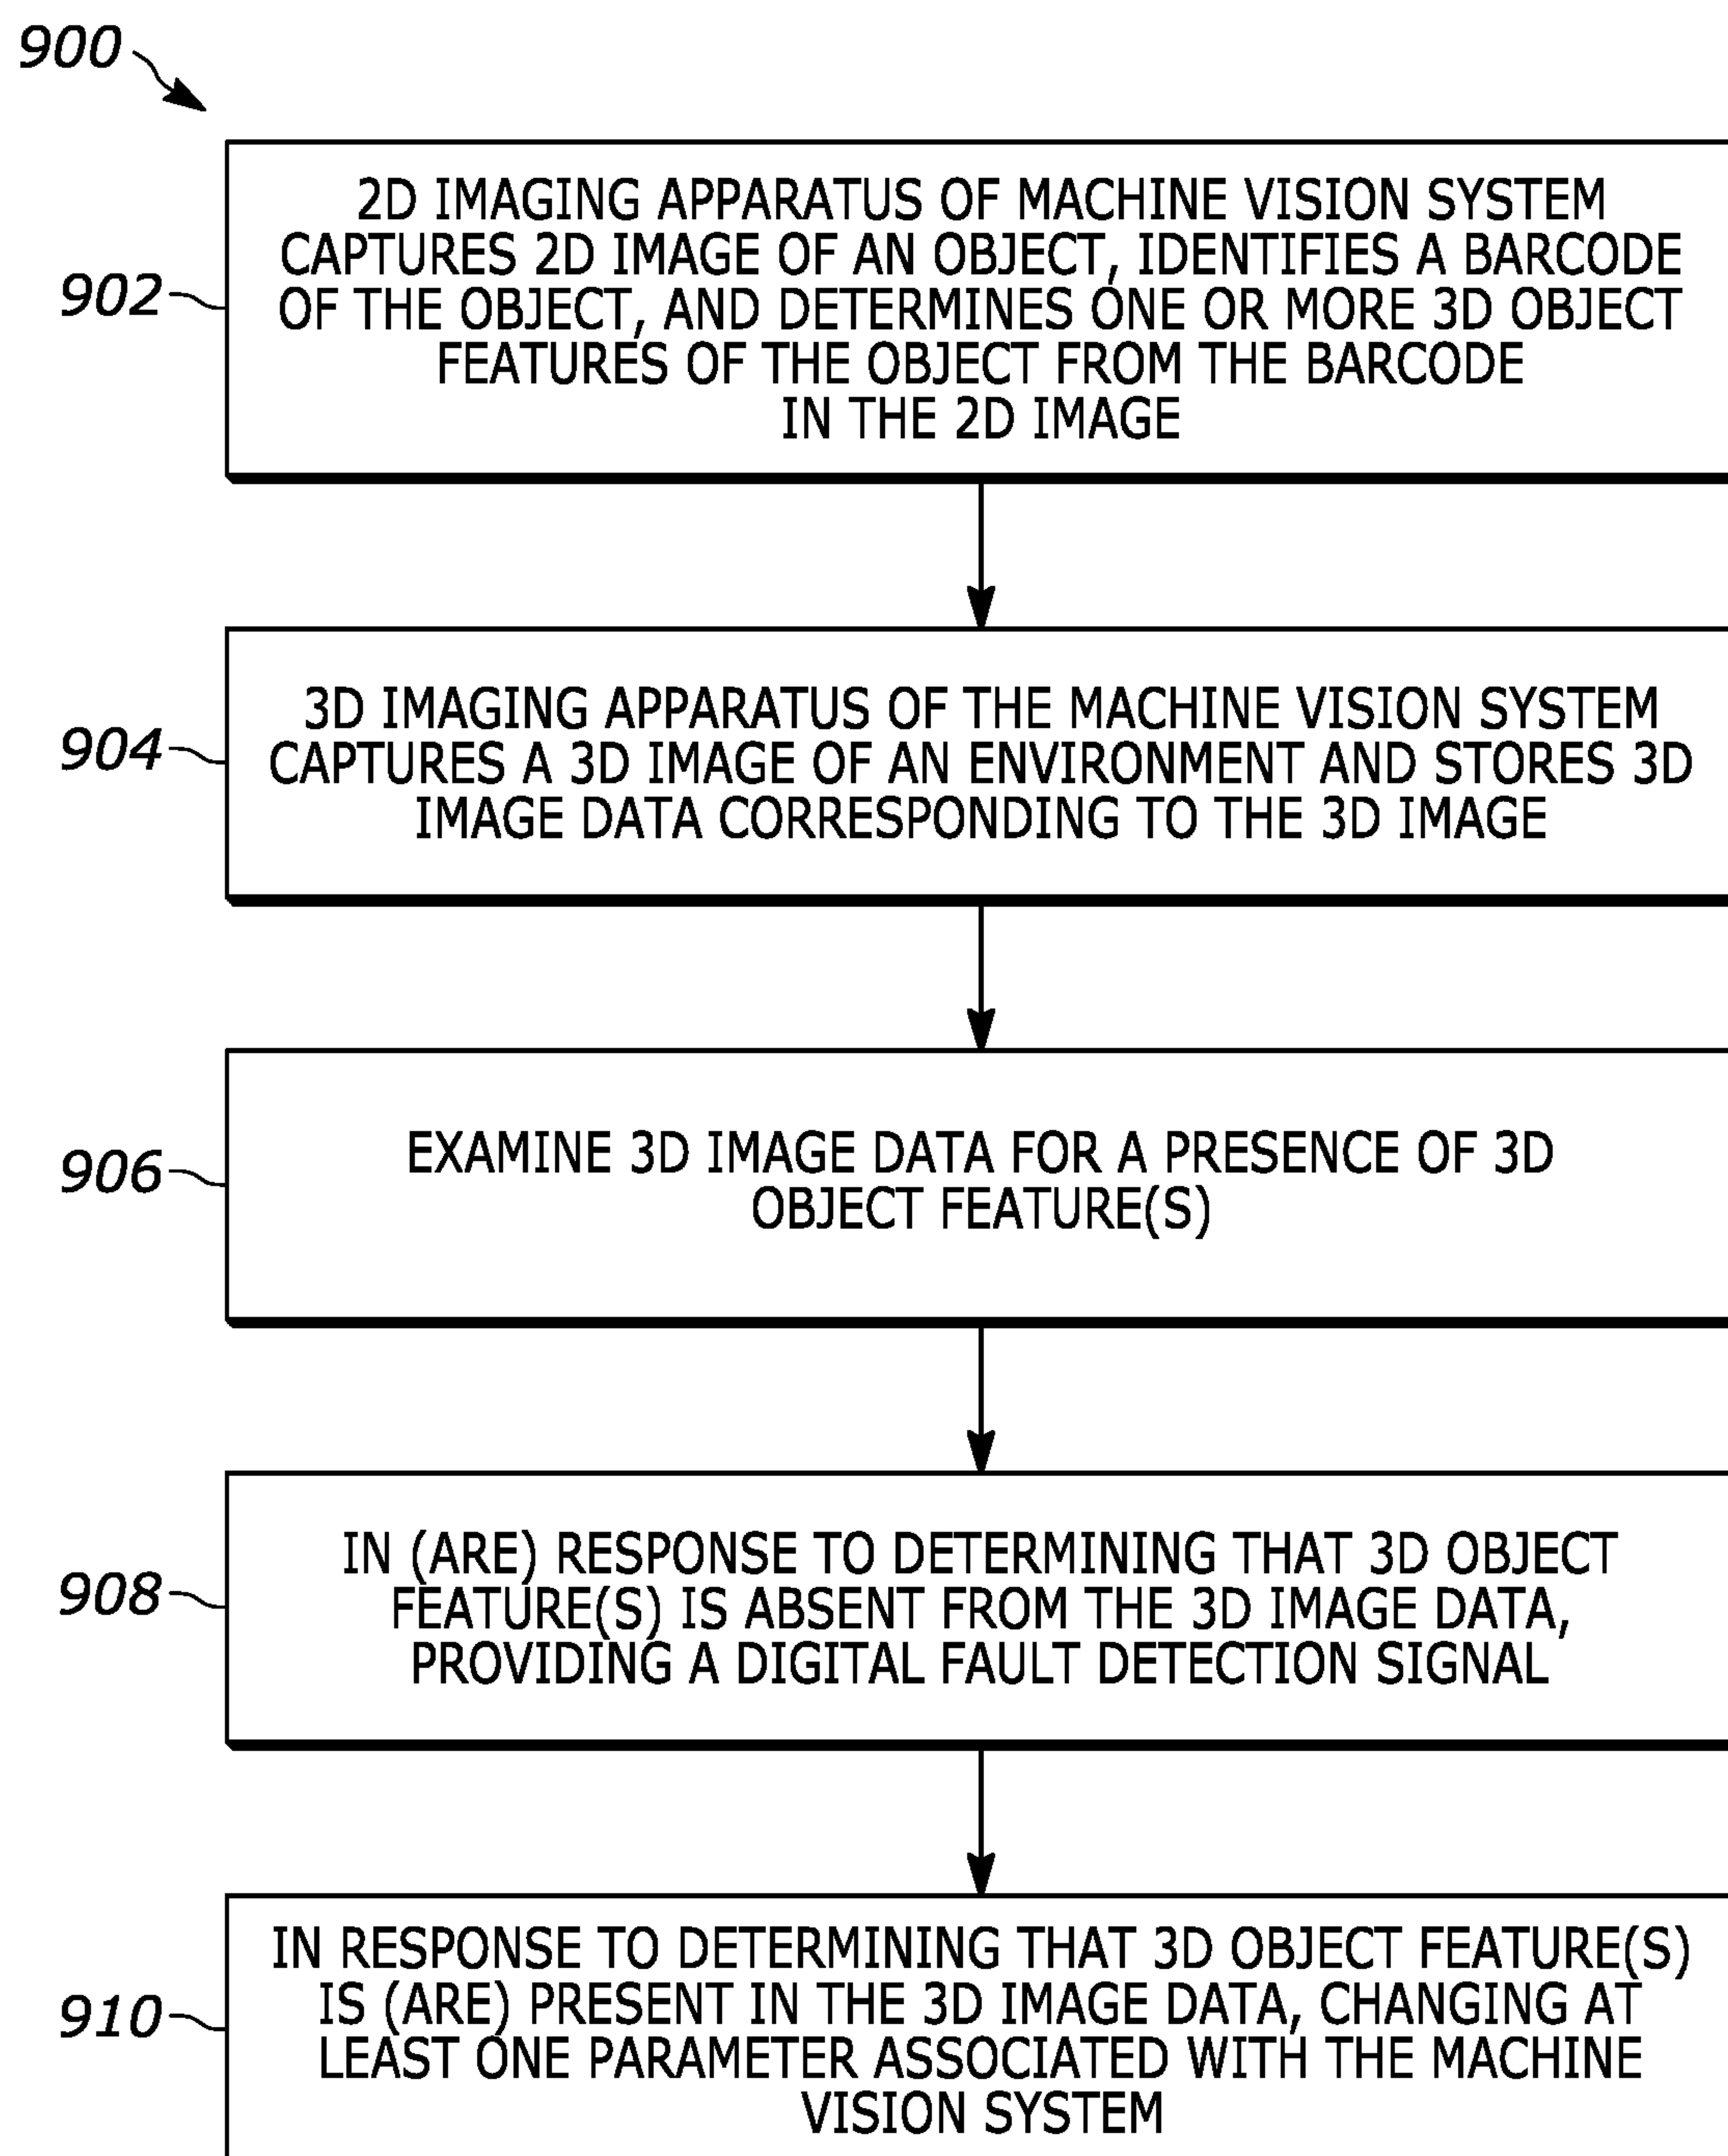 900
902
2D IMAGING APPARATUS OF MACHINE VISION SYSTEM
CAPTURES 2D IMAGE OF AN OBJECT, IDENTIFIES A BARCODE
OF THE OBJECT, AND DETERMINES ONE OR MORE 3D OBJECT
FEATURES OF THE OBJECT FROM THE BARCODE
IN THE 2D IMAGE
904
3D IMAGING APPARATUS OF THE MACHINE VISION SYSTEM
CAPTURES A 3D IMAGE OF AN ENVIRONMENT AND STORES 3D
IMAGE DATA CORRESPONDING TO THE 3D IMAGE
906
EXAMINE 3D IMAGE DATA FOR A PRESENCE OF 3D
OBJECT FEATURE(S)
908
IN (ARE) RESPONSE TO DETERMINING THAT 3D OBJECT
FEATURE(S) IS ABSENT FROM THE 3D IMAGE DATA,
PROVIDING A DIGITAL FAULT DETECTION SIGNAL
910
IN RESPONSE TO DETERMINING THAT 3D OBJECT FEATURE(S)
IS (ARE) PRESENT IN THE 3D IMAGE DATA, CHANGING AT
LEAST ONE PARAMETER ASSOCIATED WITH THE MACHINE
VISION SYSTEM